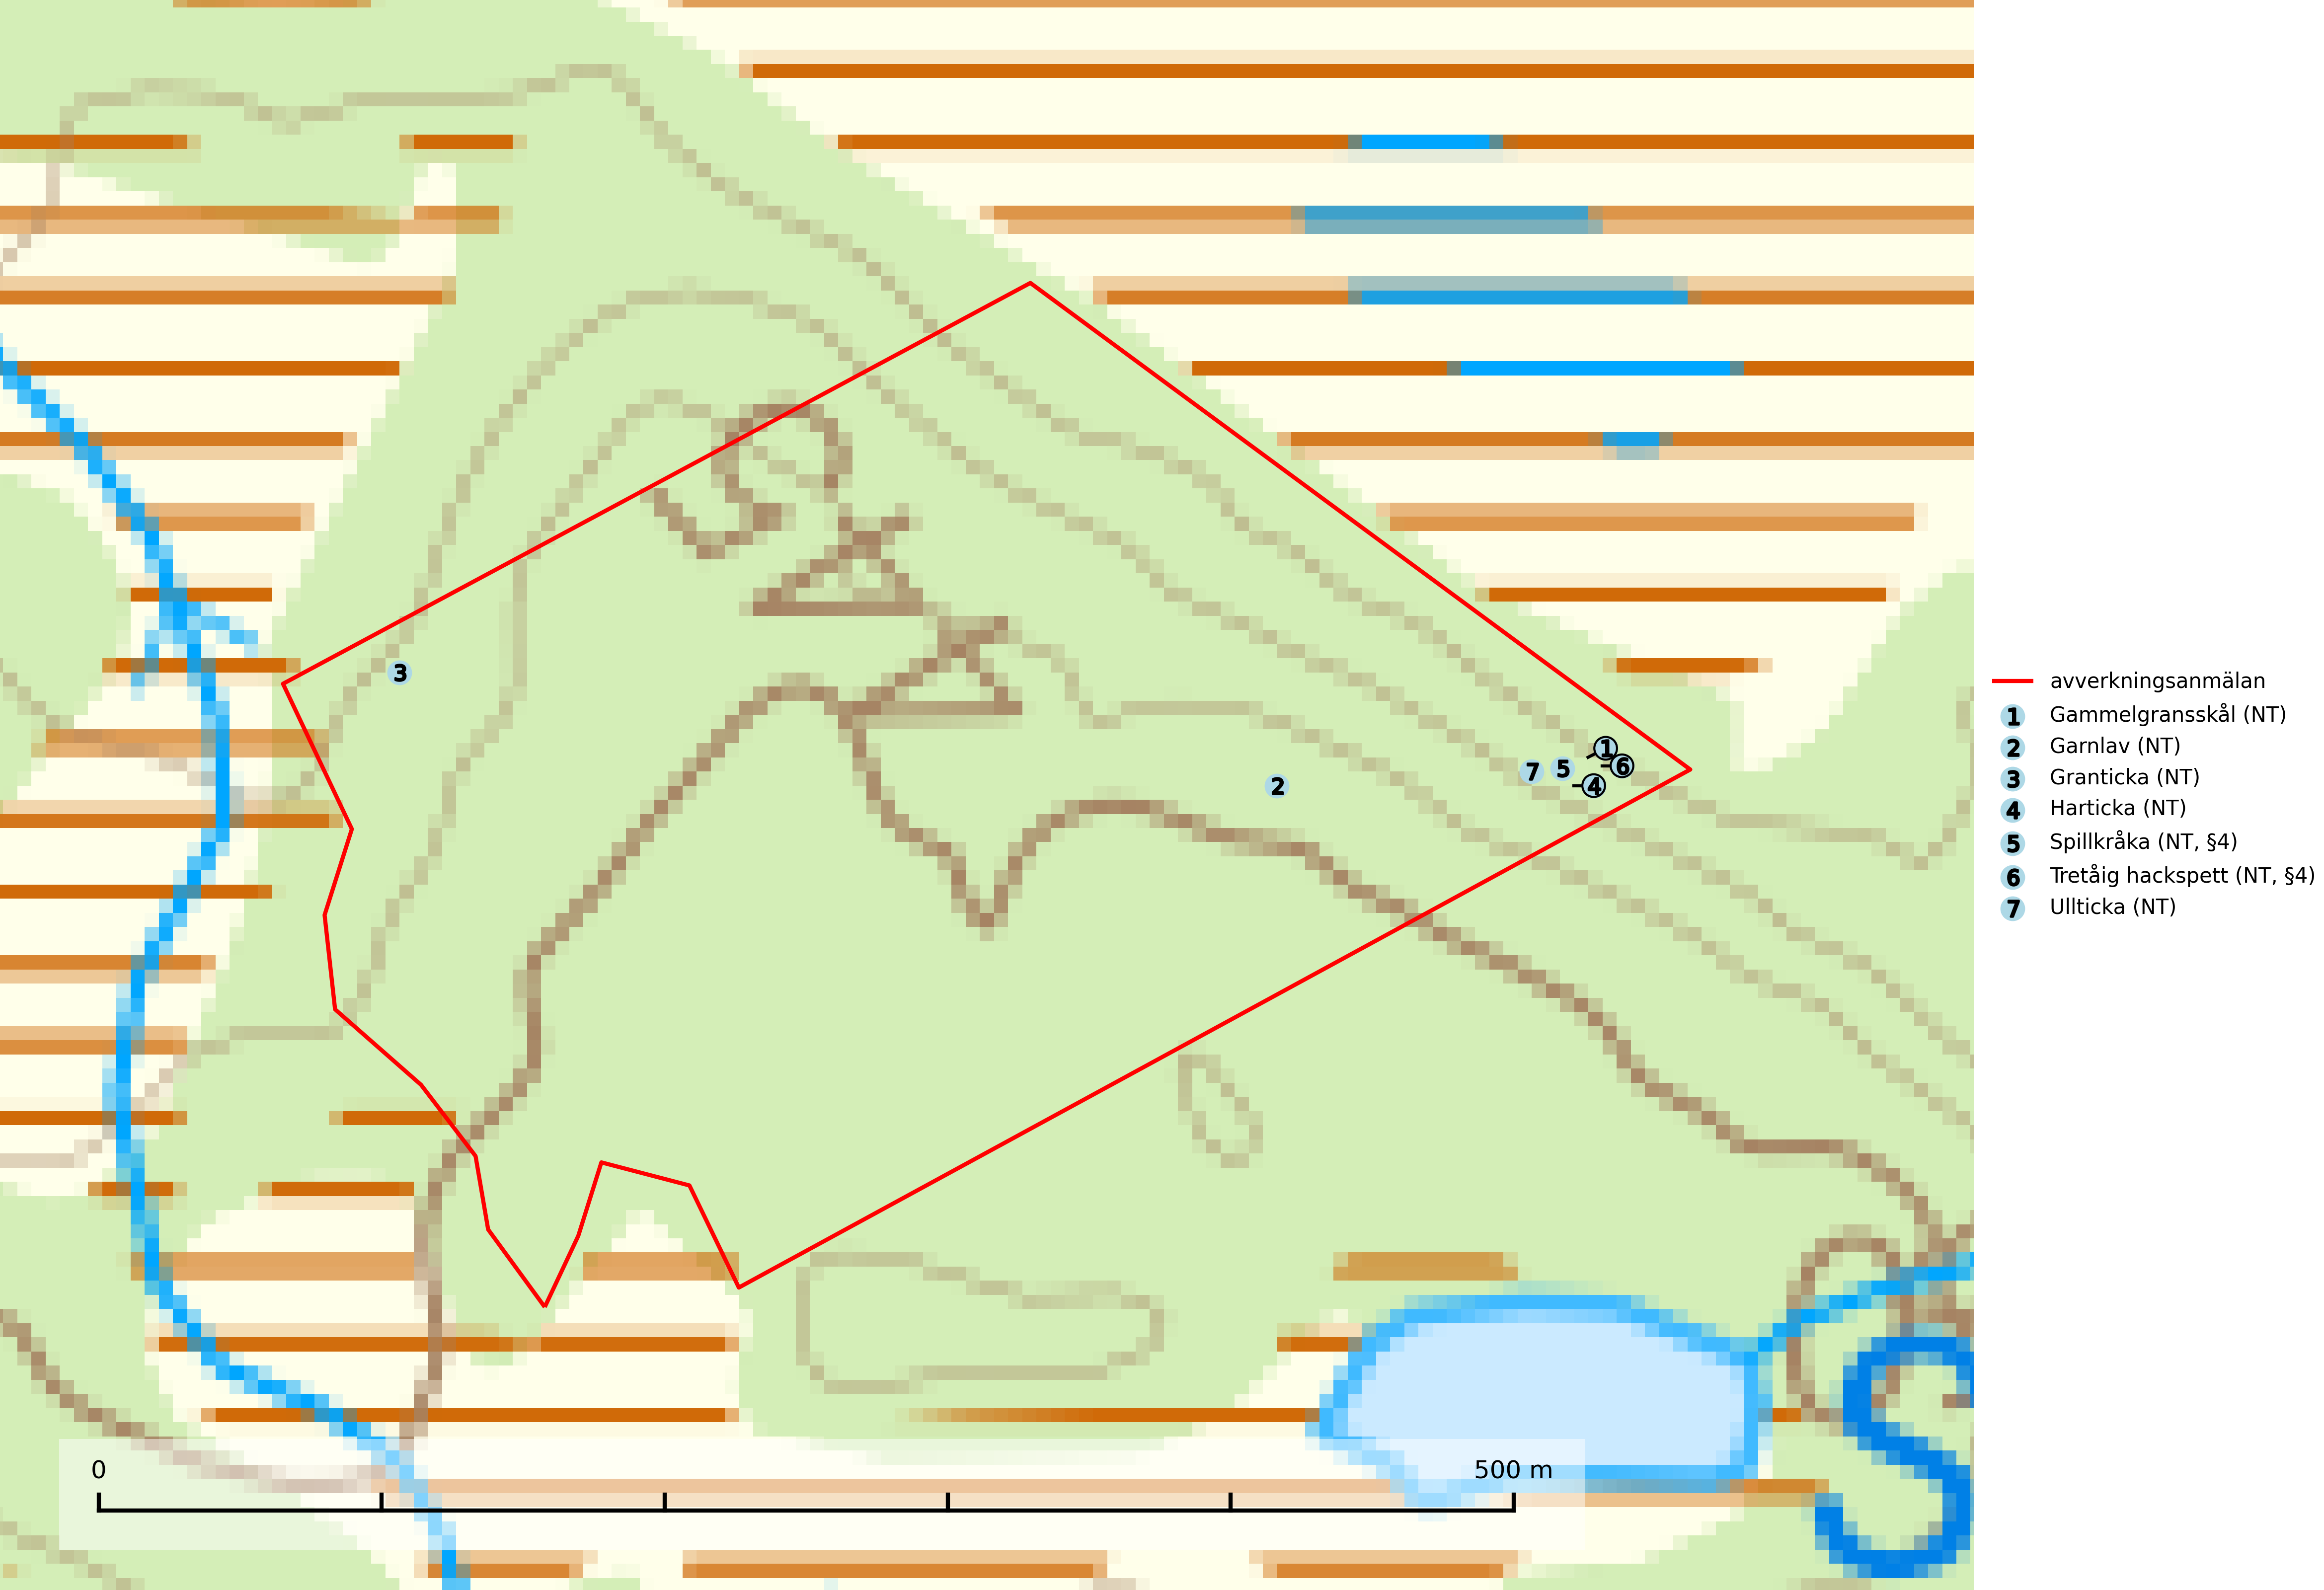 3
2
7
5
1
6
4
0
500 m
avverkningsanmälan
1 Gammelgransskål (NT)
2 Garnlav (NT)
3 Granticka (NT)
4 Harticka (NT)
5 Spillkråka (NT, §4)
6 Tretåig hackspett (NT, §4)
7 Ullticka (NT)